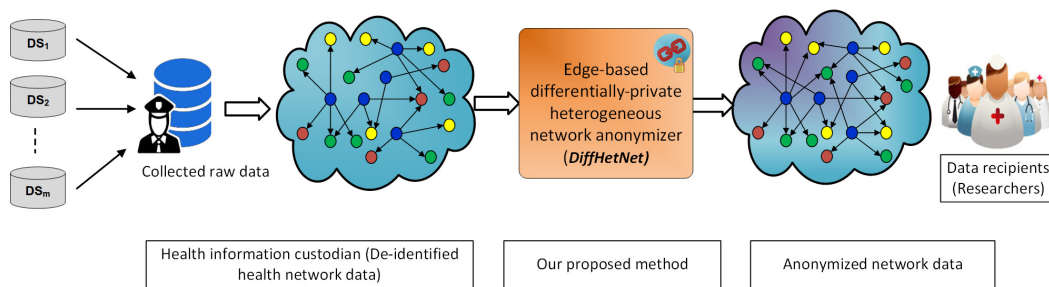 DS1
DS2
DSm
Collected raw data
Edge-based
differentially-private
heterogeneous
network anonymizer
(DiffHetNet)
Data recipients
(Researchers)
Health information custodian (De-identified
health network data)
Our proposed method
Anonymized network data